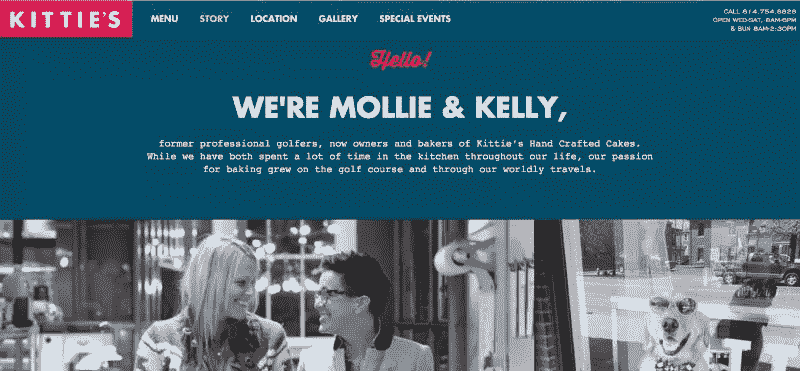 KITTIE'S
MENU STORY LOCATION GALLERY SPECIAL EVENTS
CALL 614.754.8828
OPEN WED-SAT, 8AM-6PM
& SUN 8AM-2:30PM
Hello!
WE'RE MOLLIE & KELLY,
former professional golfers, now owners and bakers of Kittie's Hand Crafted Cakes.
While we have both spent a lot of time in the kitchen throughout our life, our passion
for baking grew on the golf course and through our worldly travels.